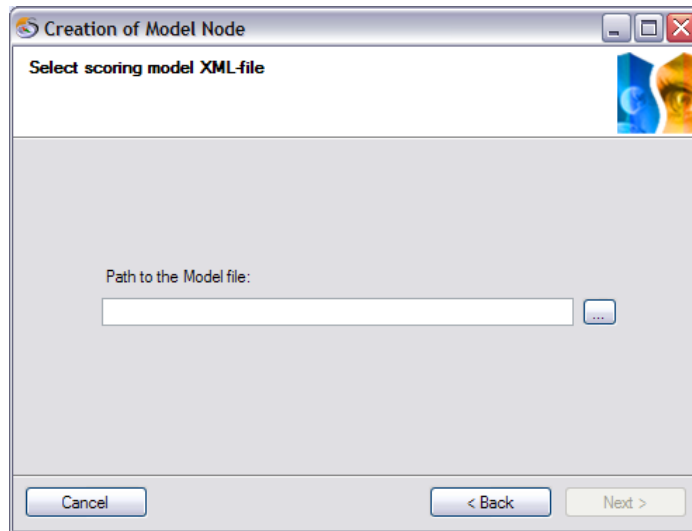 Creation of Model Node
Select scoring model XML-file
Path to the Model file:
...
Cancel
< Back
Next >